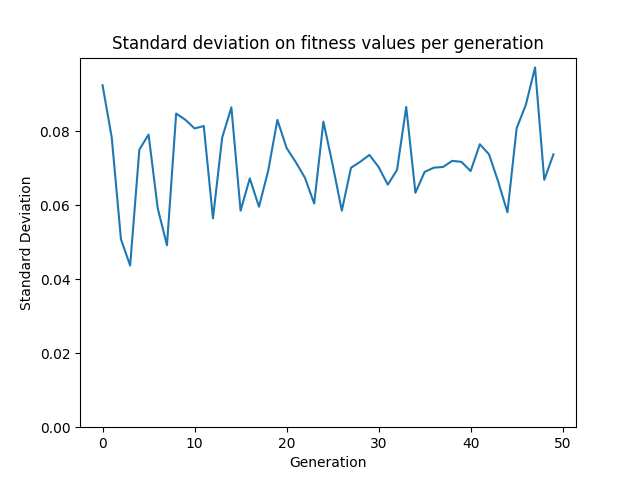 Standard deviation on fitness values per generation
Standard Deviation
0.08
0.06
0.04
0.02
0.00
0 10 20 30 40 50
Generation